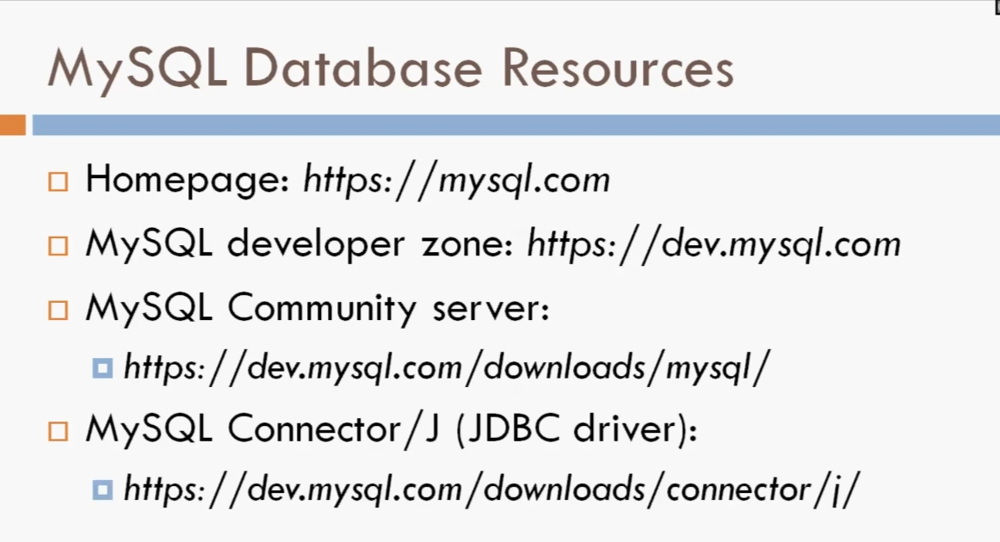 MySQL Database Resources
Homepage: https://mysql.com
MySQL developer zone: https://dev.mysql.com
MySQL Community server:
https://dev.mysql.com/downloads/mysql/
MySQL Connector/J (JDBC driver):
https://dev.mysql.com/downloads/connector/j/